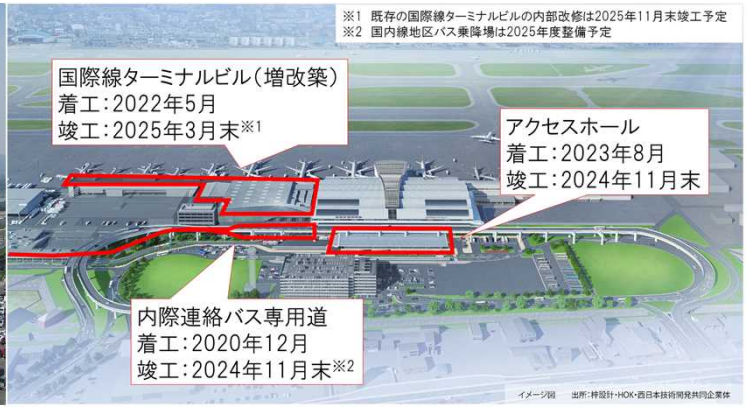 ※1 既存の国際線ターミナルビルの内部改修は2025年11月末竣工予定
※2 国内線地区バス乗降場は2025年度整備予定
国際線ターミナルビル（増改築）
着工：2022年5月
竣工：2025年3月末※1
アクセスホール
着工：2023年8月
竣工：2024年11月末
内際連絡バス専用道
着工：2020年12月
竣工：2024年11月末※2
イメージ図 出所：梓設計・HOK・西日本技術開発共同企業体